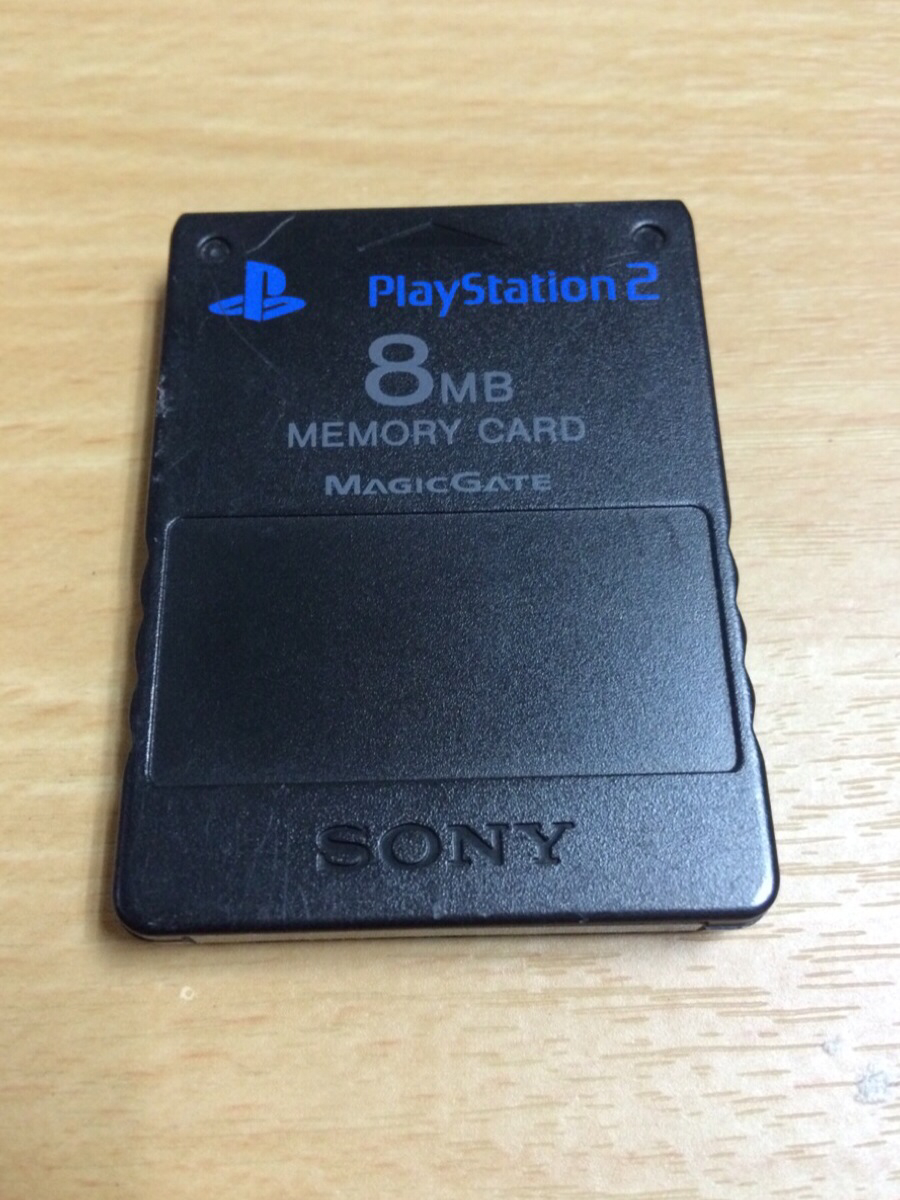 PlayStation 2
8MB
MEMORY CARD
MAGICGATE
SONY